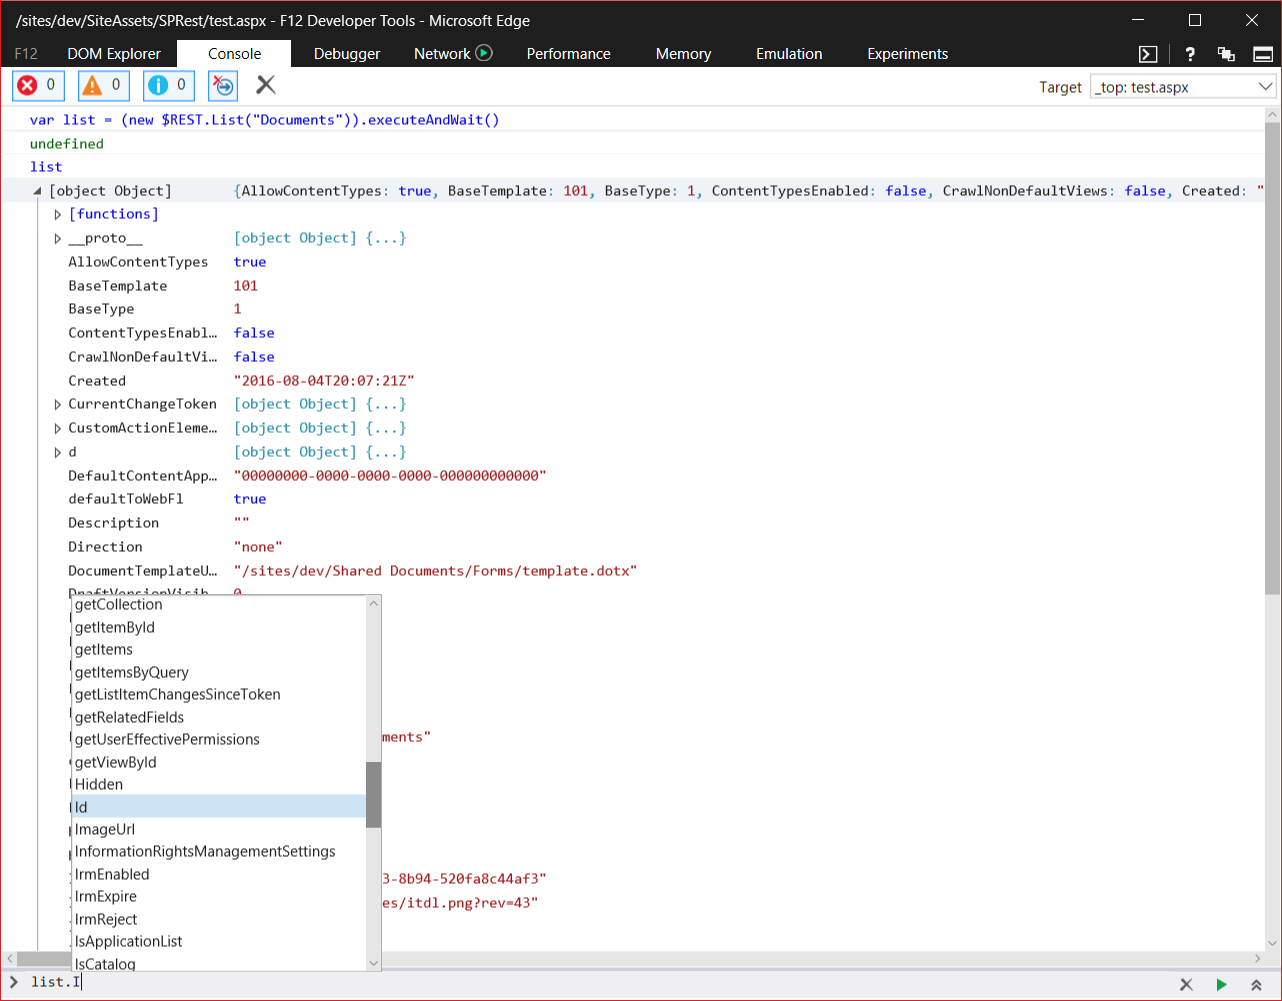 /sites/dev/SiteAssets/SPRest/test.aspx - F12 Developer Tools - Microsoft Edge
F12 DOM Explorer Console Debugger Network Performance Memory Emulation Experiments ?
0 0 0 Target _top: test.aspx
var list = (new $REST.List("Documents")).executeAndWait()
undefined
list
[object Object] {AllowContentTypes: true, BaseTemplate: 101, BaseType: 1, ContentTypesEnabled: false, CrawlNonDefaultViews: false, Created: "
[functions]
__proto__ [object Object] {...}
AllowContentTypes true
BaseTemplate 101
BaseType 1
ContentTypesEnabl... false
CrawlNonDefaultVi... false
Created "2016-08-04T20:07:21Z"
CurrentChangeToken [object Object] {...}
CustomActionEleme... [object Object] {...}
d [object Object] {...}
DefaultContentApp... "00000000-0000-0000-0000-000000000000"
defaultToWebFl true
Description ""
Direction "none"
DocumentTemplateU... "/sites/dev/Shared Documents/Forms/template.dotx"
DraftVersionVisib... 0
getCollection
getItemById
getItems
getItemsByQuery
getListItemChangesSinceToken
getRelatedFields
getUserEffectivePermissions
ments"
getViewById
Hidden
Id
ImageUrl
InformationRightsManagementSettings
IrmEnabled
3-8b94-520fa8c44af3"
IrmExpire
es/itdl.png?rev=43"
IrmReject
IsApplicationList
IsCatalog
list.I